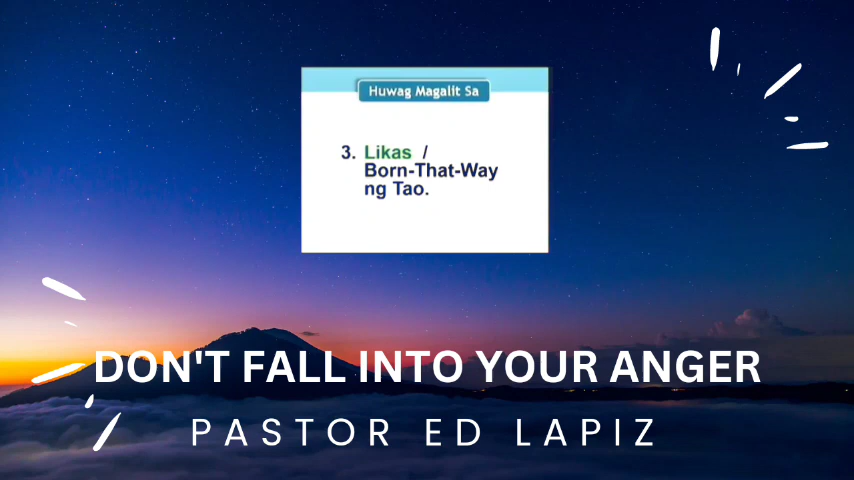 Huwag Magalit Sa
3. Likas /
Born-That-Way
ng Tao.
DON'T FALL INTO YOUR ANGER
PASTOR ED LAPIZ